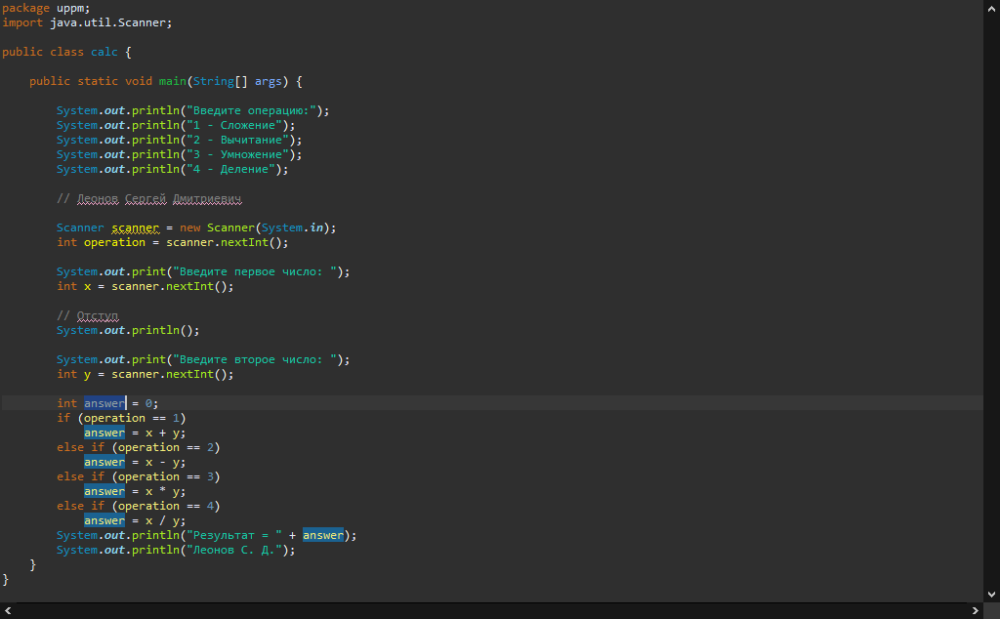 package uppm;
import java.util.Scanner;
public class calc {
public static void main(String[] args) {
System.out.println("Введите операцию:");
System.out.println("1 - Сложение");
System.out.println("2 - Вычитание");
System.out.println("3 - Умножение");
System.out.println("4 - Деление");
// Леонов Сергей Дмитриевич
Scanner scanner = new Scanner(System.in);
int operation = scanner.nextInt();
System.out.print("Введите первое число: ");
int x = scanner.nextInt();
// Отступ
System.out.println();
System.out.print("Введите второе число: ");
int y = scanner.nextInt();
int answer = 0;
if (operation == 1)
answer = x + y;
else if (operation == 2)
answer = x - y;
else if (operation == 3)
answer = x * y;
else if (operation == 4)
answer = x / y;
System.out.println("Результат = " + answer);
System.out.println("Леонов С. Д.");
}
}